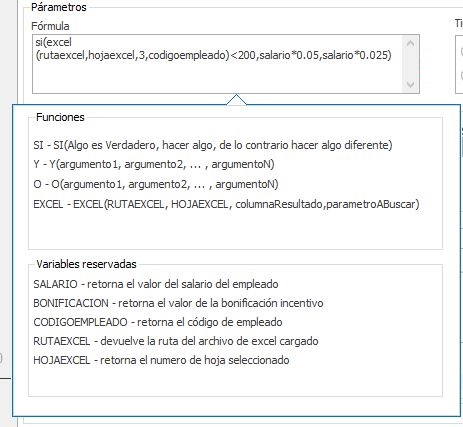 Párametros
Fórmula
Ti
si(excel
(rutaexcel,hojaexcel,3,codigoempleado)<200,salario*0.05,salario*0.025)
Funciones
SI - SI(Algo es Verdadero, hacer algo, de lo contrario hacer algo diferente)
Y - Y(argumento1, argumento2, ... , argumentoN)
O - O(argumento1, argumento2, ... , argumentoN)
EXCEL - EXCEL(RUTAEXCEL, HOJAEXCEL, columnaResultado,parametroABuscar)
Variables reservadas
SALARIO - retorna el valor del salario del empleado
BONIFICACION - retorna el valor de la bonificación incentivo
CODIGOEMPLEADO - retorna el código de empleado
RUTAEXCEL - devuelve la ruta del archivo de excel cargado
HOJAEXCEL - retorna el numero de hoja seleccionado